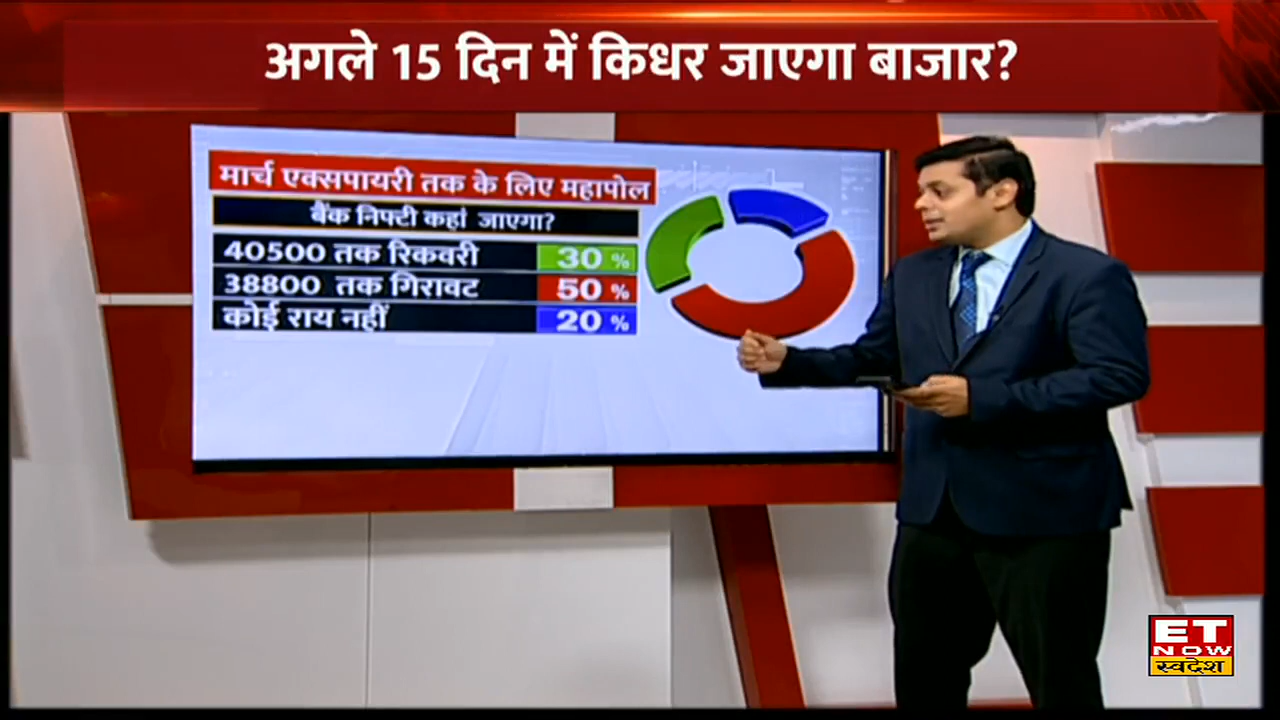 अगले 15 दिन में किधर जाएगा बाजार?
मार्च एक्सपायरी तक के लिए महापोल
बैंक निफ्टी कहां जाएगा?
40500 तक रिकवरी 30 %
38800 तक गिरावट 50 %
कोई राय नहीं 20 %
ET
NOW
स्वदेश